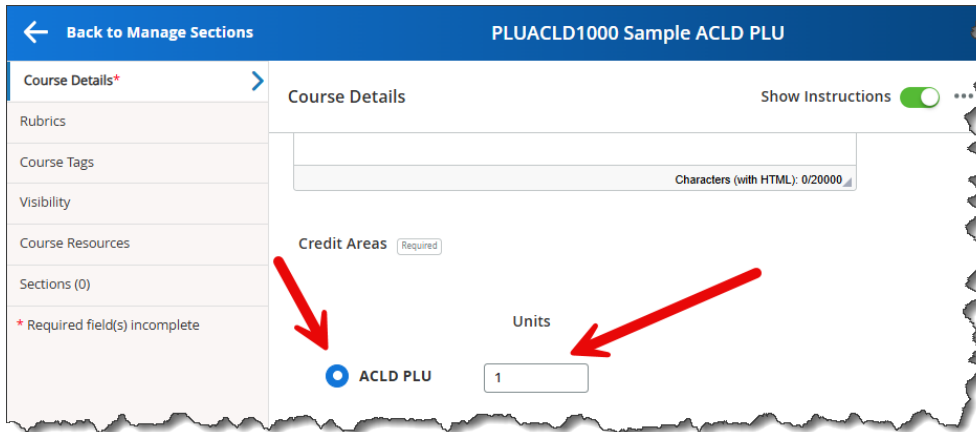 Back to Manage Sections
PLUACLD1000 Sample ACLD PLU
Course Details*
Rubrics
Course Tags
Visibility
Course Resources
Sections (0)
* Required field(s) incomplete
Course Details
Show Instructions
Characters (with HTML): 0/20000
Credit Areas Required
Units
ACLD PLU 1